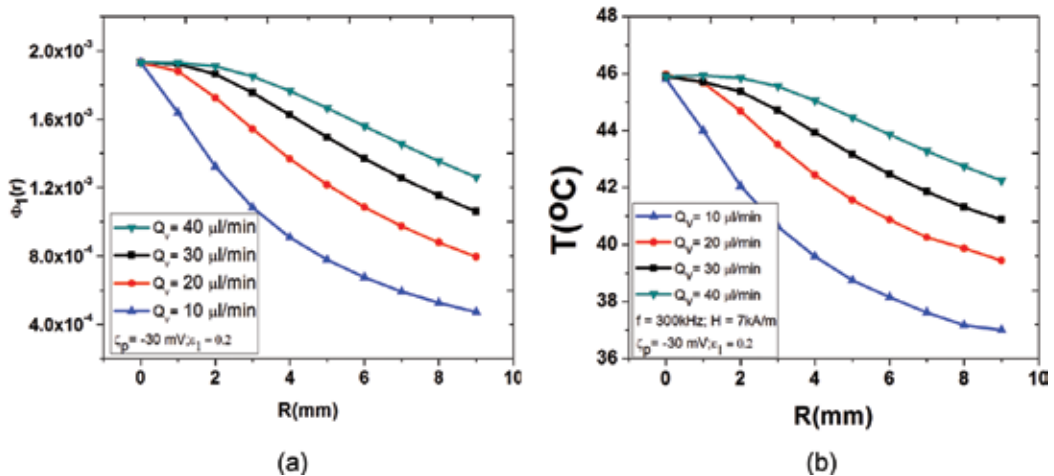 (a)
2.0x10⁻³
1.6x10⁻³
1.2x10⁻³
8.0x10⁻⁴
4.0x10⁻⁴
Φ₁(r)
Qᵥ= 40 µl/min
Qᵥ= 30 µl/min
Qᵥ= 20 µl/min
Qᵥ= 10 µl/min
ζₚ= -30 mV;ε₁ = 0.2
0 2 4 6 8 10
R(mm)
(a)
(b)
48
46
44
42
40
38
36
T(ºC)
Qᵥ= 10 µl/min
Qᵥ= 20 µl/min
Qᵥ= 30 µl/min
Qᵥ= 40 µl/min
f = 300kHz; H = 7kA/m
ζₚ= -30 mV;ε₁ = 0.2
0 2 4 6 8 10
R(mm)
(b)